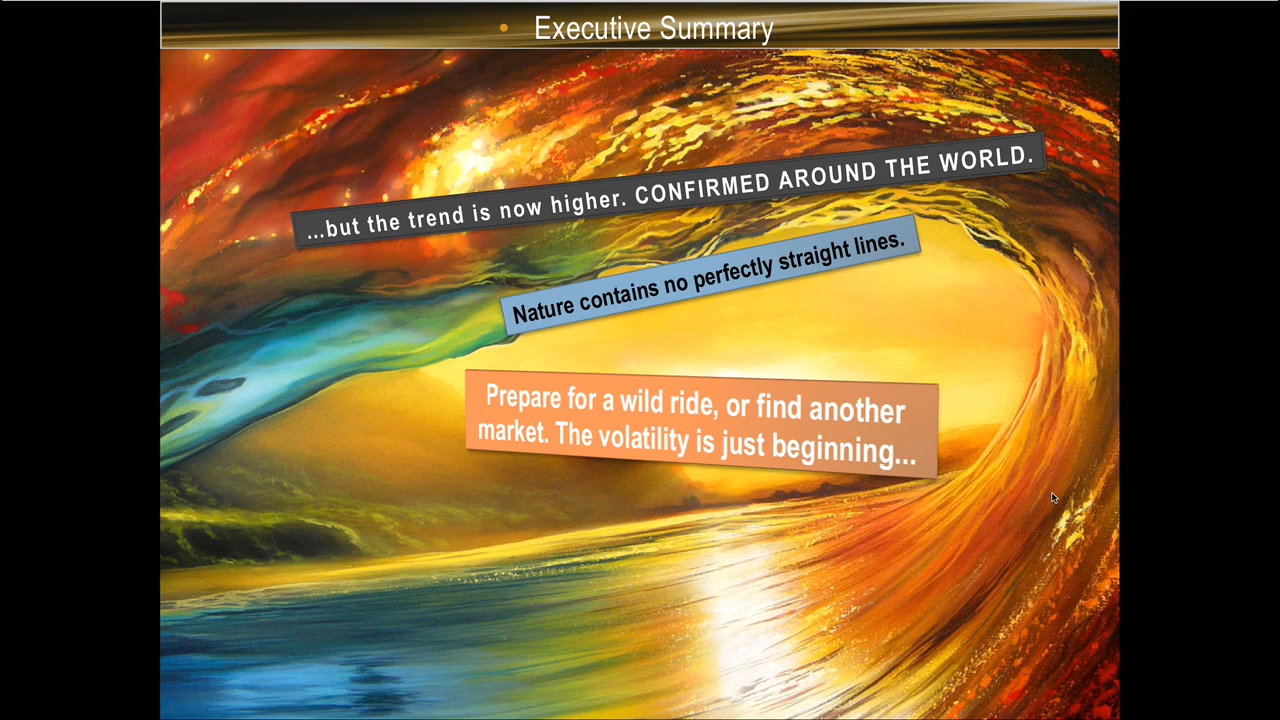 • Executive Summary
...but the trend is now higher. CONFIRMED AROUND THE WORLD.
Nature contains no perfectly straight lines.
Prepare for a wild ride, or find another
market. The volatility is just beginning...